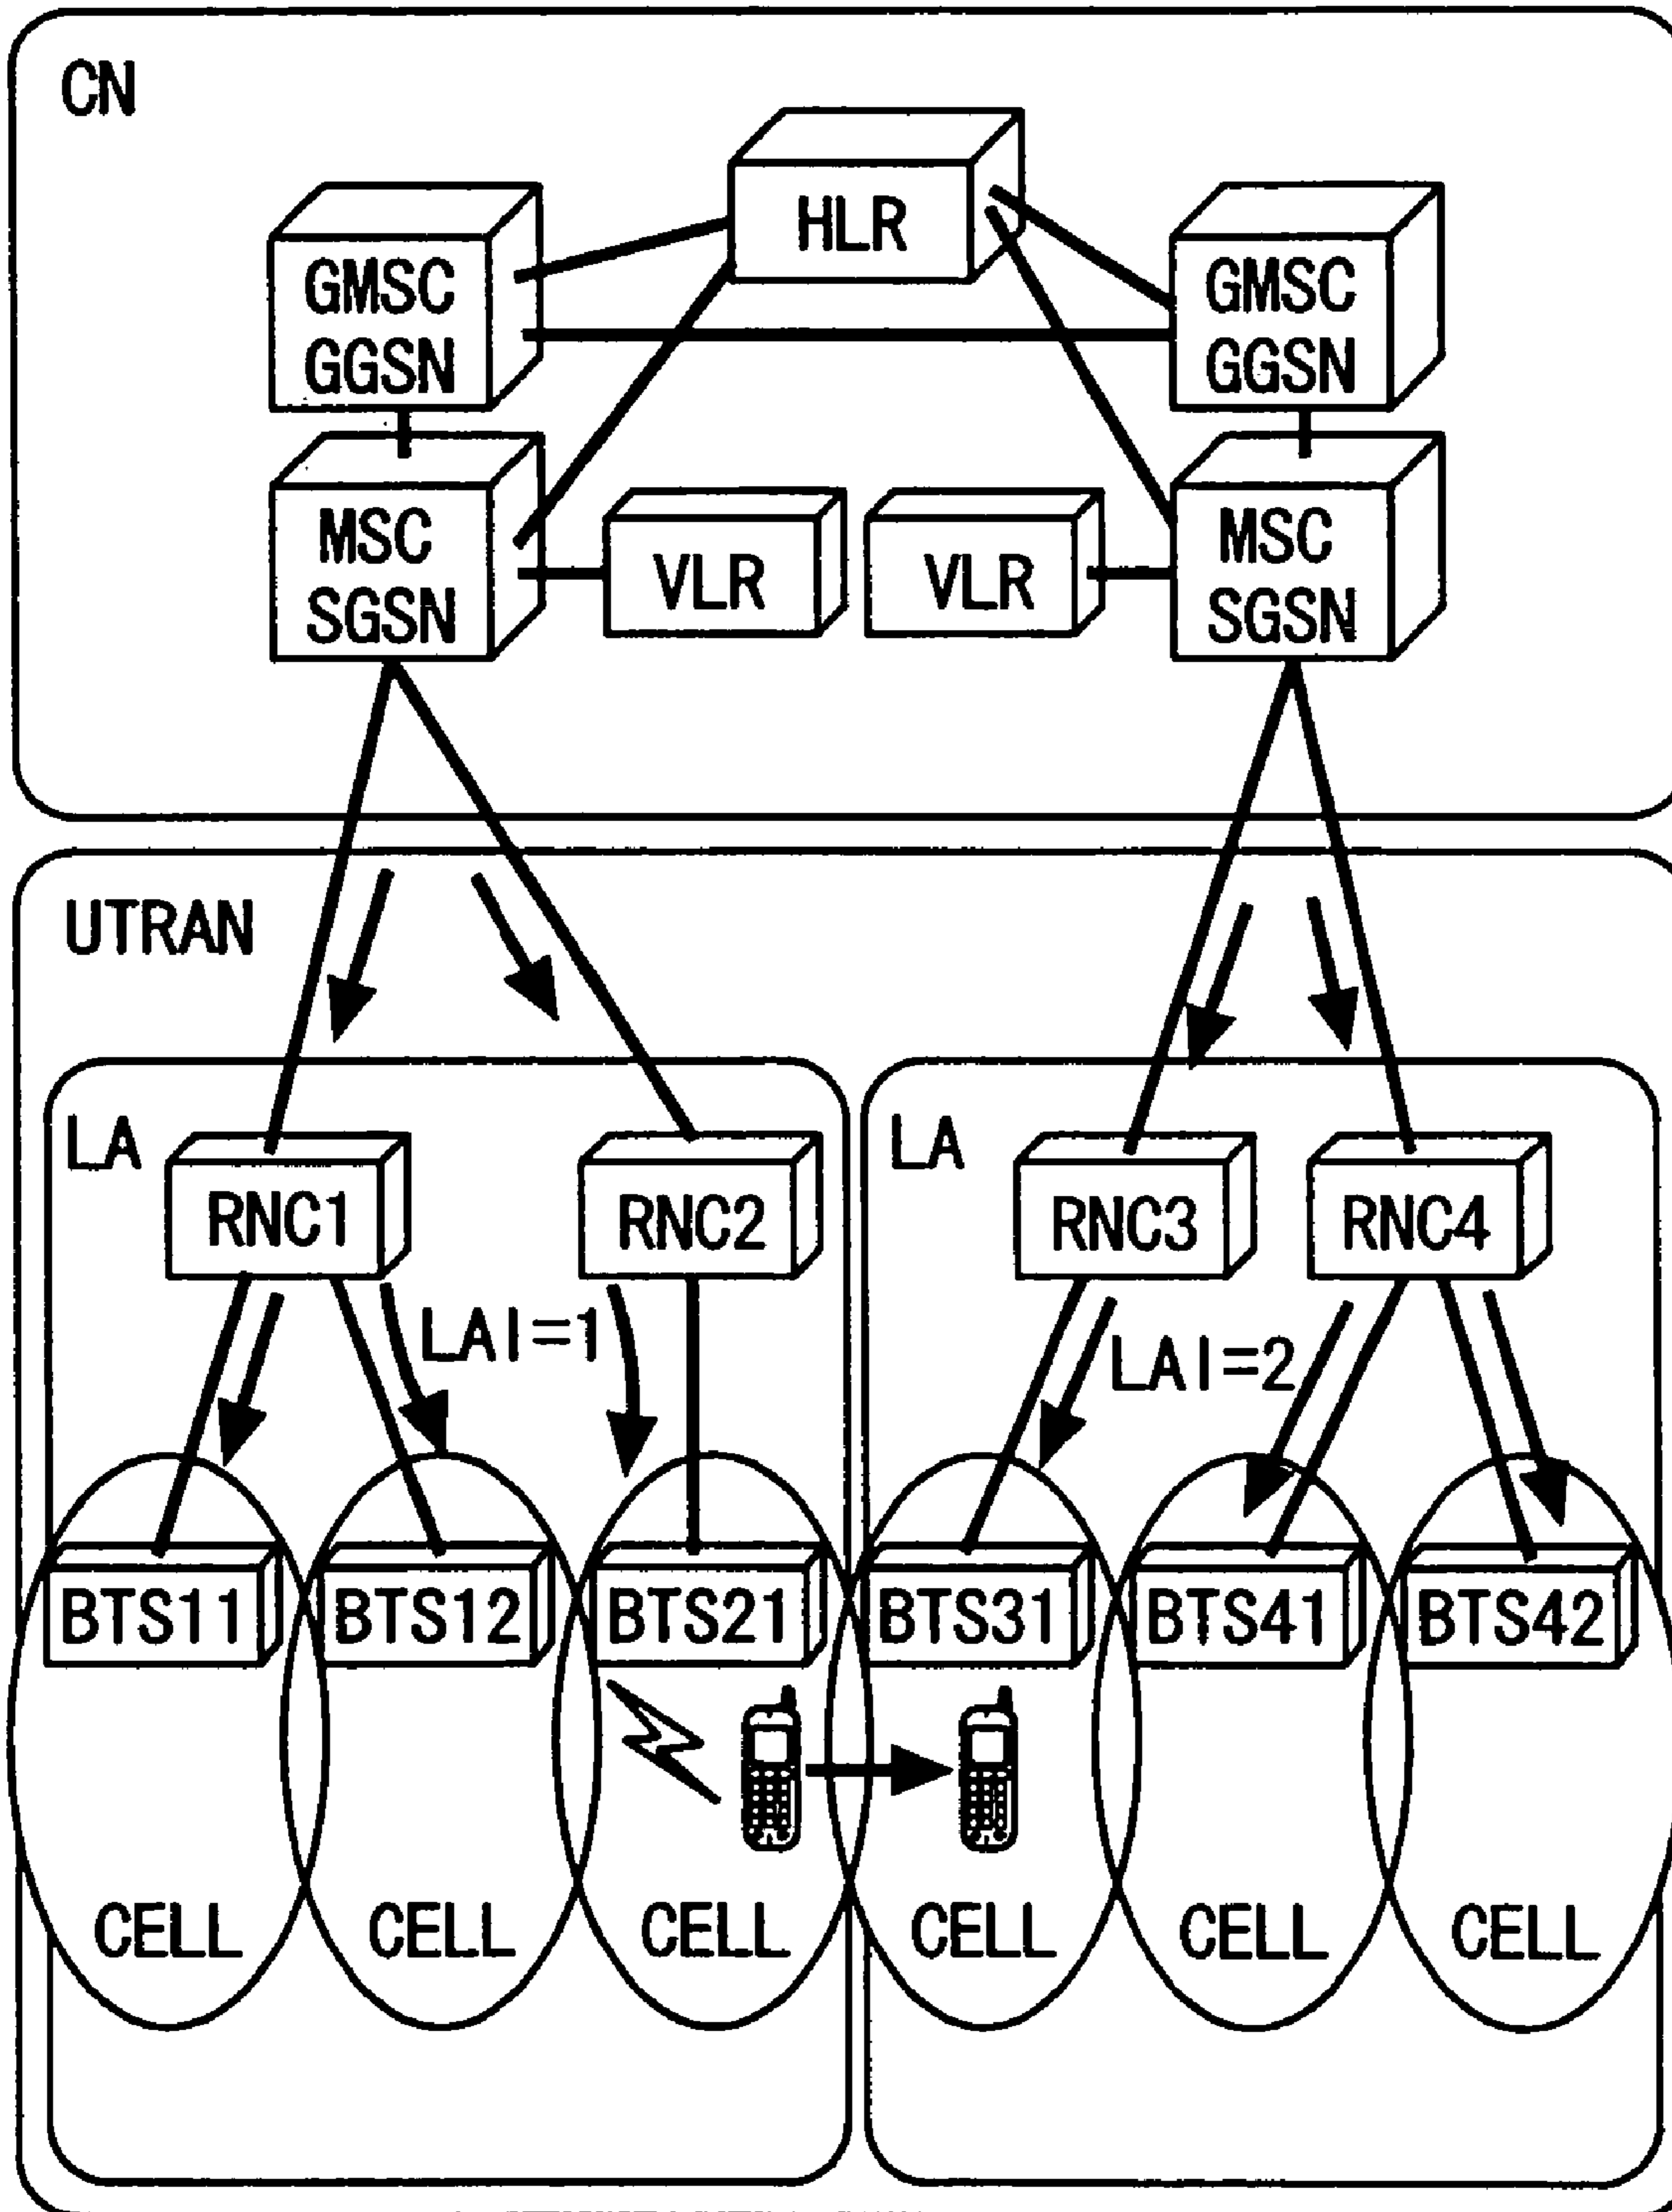 CN
HLR
GMSC
GGSN
GMSC
GGSN
MSC
SGSN
VLR
VLR
MSC
SGSN
UTRAN
LA
RNC1
RNC2
LA
RNC3
RNC4
LAI=1
LAI=2
BTS11
BTS12
BTS21
BTS31
BTS41
BTS42
CELL
CELL
CELL
CELL
CELL
CELL